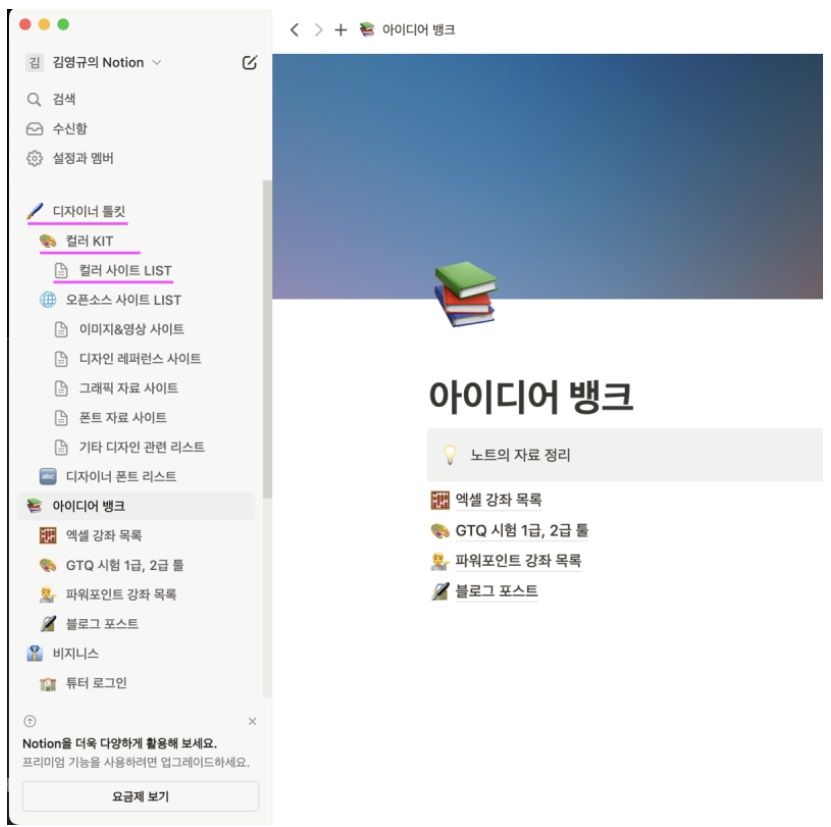 아이디어 뱅크
김 김영규의 Notion
검색
수신함
설정과 멤버
디자이너 툴킷
컬러 KIT
컬러 사이트 LIST
오픈소스 사이트 LIST
이미지&영상 사이트
디자인 레퍼런스 사이트
그래픽 자료 사이트
폰트 자료 사이트
기타 디자인 관련 리스트
abc 디자이너 폰트 리스트
아이디어 뱅크
엑셀 강좌 목록
GTQ 시험 1급, 2급 툴
파워포인트 강좌 목록
블로그 포스트
비지니스
튜터 로그인
Notion을 더욱 다양하게 활용해 보세요.
프리미엄 기능을 사용하려면 업그레이드하세요.
요금제 보기
아이디어 뱅크
노트의 자료 정리
엑셀 강좌 목록
GTQ 시험 1급, 2급 툴
파워포인트 강좌 목록
블로그 포스트